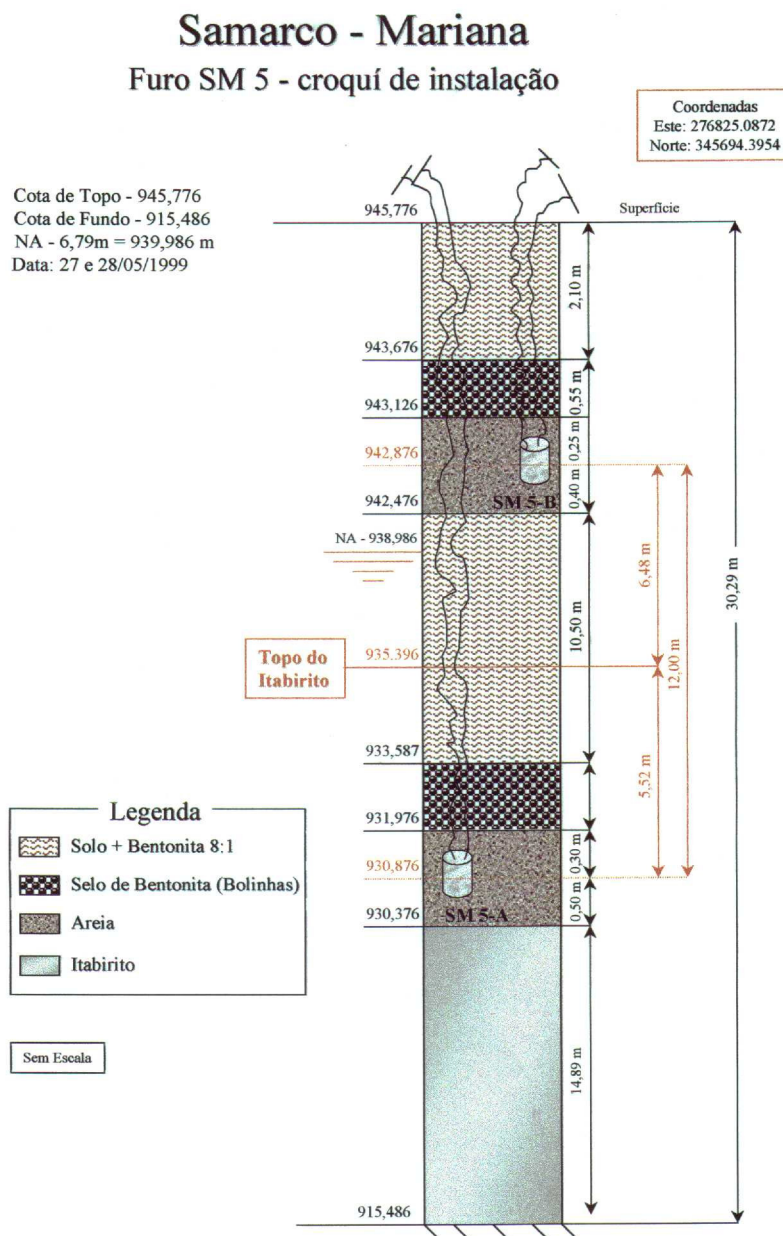 Samarco - Mariana
Furo SM 5 - croquí de instalação
Coordenadas
Este: 276825.0872
Norte: 345694.3954
Cota de Topo - 945,776
Cota de Fundo - 915,486
NA - 6,79m = 939,986 m
Data: 27 e 28/05/1999
945,776
Superfície
2,10 m
943,676
0,55 m
943,126
0,25 m
942,876
0,40 m
942,476
SM 5-B
NA - 938,986
6,48 m
30,29 m
10,50 m
12,00 m
Topo do
Itabirito
935.396
933,587
5,52 m
931,976
0,30 m
930,876
0,50 m
930,376
SM 5-A
Legenda
Solo + Bentonita 8:1
Selo de Bentonita (Bolinhas)
Areia
Itabirito
Sem Escala
14,89 m
915,486